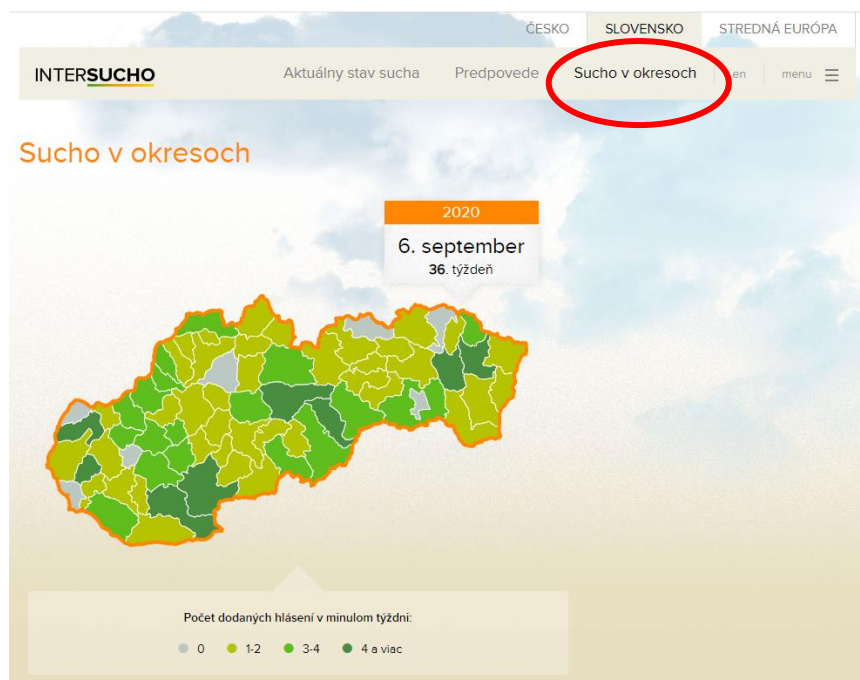 ČESKO SLOVENSKO STREDNÁ EURÓPA
INTERSUCHO Aktuálny stav sucha Predpovede Sucho v okresoch en menu
Sucho v okresoch
2020
6. september
36. týždeň
Počet dodaných hlásení v minulom týždni:
0 1-2 3-4 4 a viac